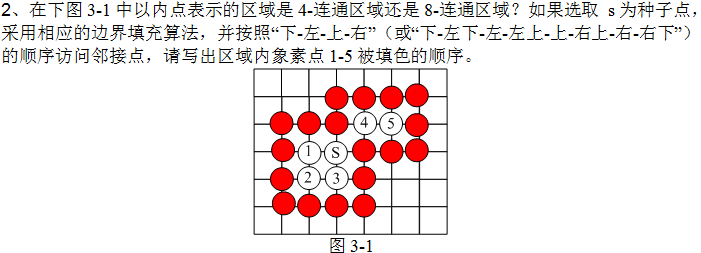 2、在下图 3-1 中以内点表示的区域是 4-连通区域还是 8-连通区域？如果选取 s 为种子点，
采用相应的边界填充算法，并按照“下-左-上-右”（或“下-左下-左-左上-上-右上-右-右下”）
的顺序访问邻接点，请写出区域内象素点 1-5 被填色的顺序。
4 5
1 S
2 3
图 3-1